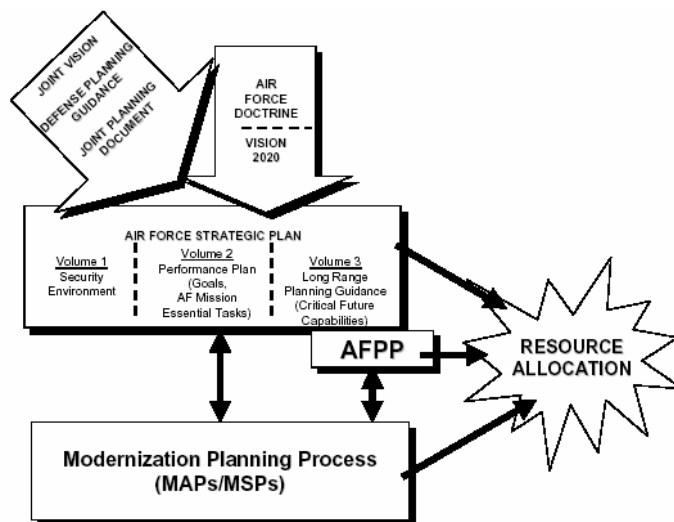 JOINT VISION
DEFENSE PLANNING
GUIDANCE
JOINT PLANNING
DOCUMENT
AIR
FORCE
DOCTRINE
VISION
2020
AIR FORCE STRATEGIC PLAN
Volume 1
Security
Environment
Volume 2
Performance Plan
(Goals,
AF Mission
Essential Tasks)
Volume 3
Long Range
Planning Guidance
(Critical Future
Capabilities)
AFPP
RESOURCE
ALLOCATION
Modernization Planning Process
(MAPs/MSPs)